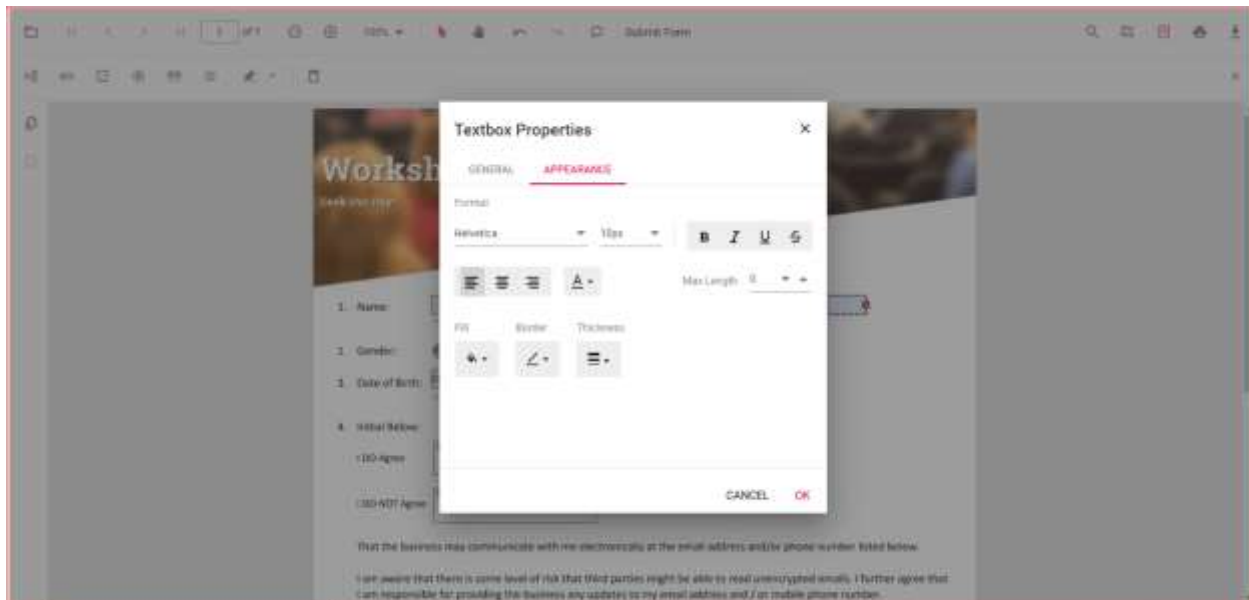 of 1
Submit Form
Textbox Properties
GENERAL APPEARANCE
Format
Helvetica 10px B I U S
A Max Length 0
Fill Border Thickness
CANCEL OK
Worksh
1. Name:
2. Gender:
3. Date of Birth:
4. Initial Below:
I DO Agree
I DO NOT Agree
That the business may communicate with me electronically at the email address and/or phone number listed below.
I am aware that there is some level of risk that third parties might be able to read unencrypted emails. I further agree that
I am responsible for providing the business any updates to my email address and / or mobile phone number.